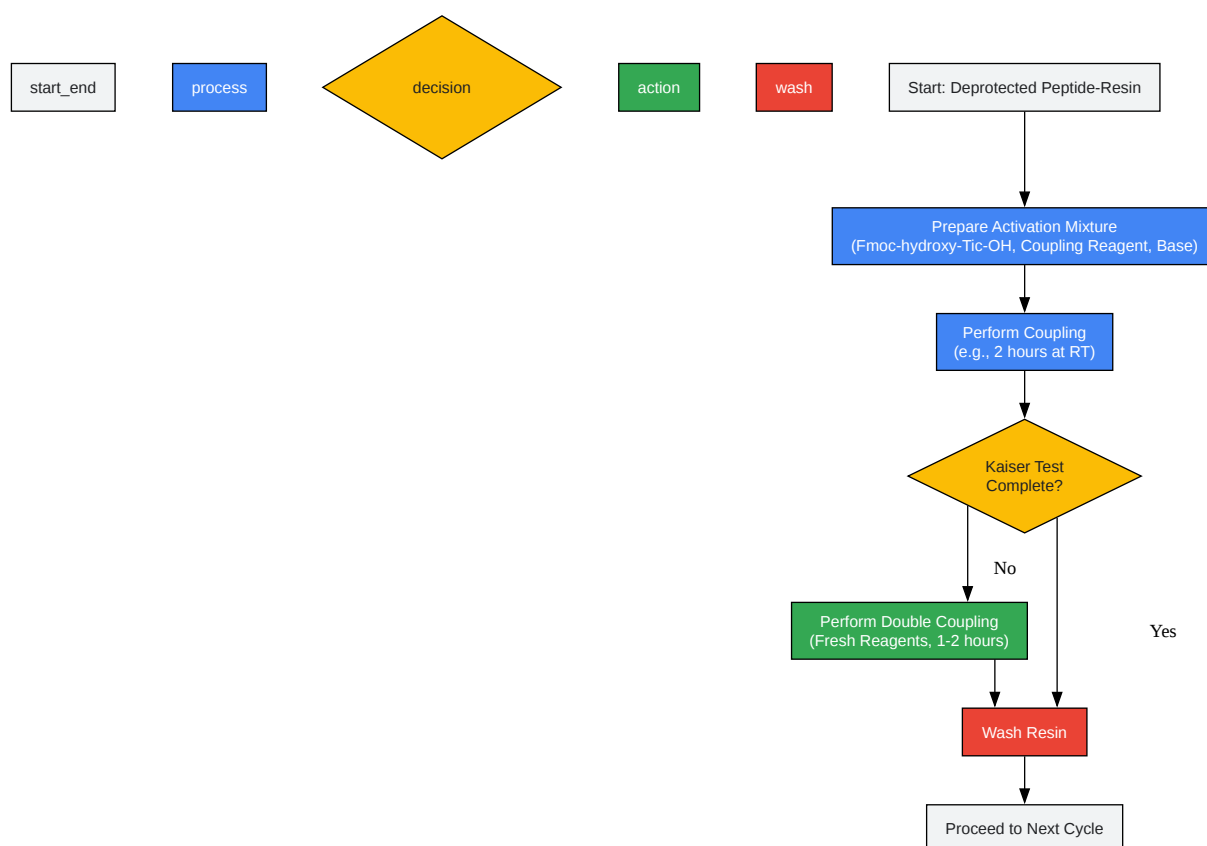 start_end
process
decision
action
wash
Start: Deprotected Peptide-Resin
Prepare Activation Mixture
(Fmoc-hydroxy-Tic-OH, Coupling Reagent, Base)
Perform Coupling
(e.g., 2 hours at RT)
Kaiser Test
Complete?
No
Perform Double Coupling
(Fresh Reagents, 1-2 hours)
Yes
Wash Resin
Proceed to Next Cycle